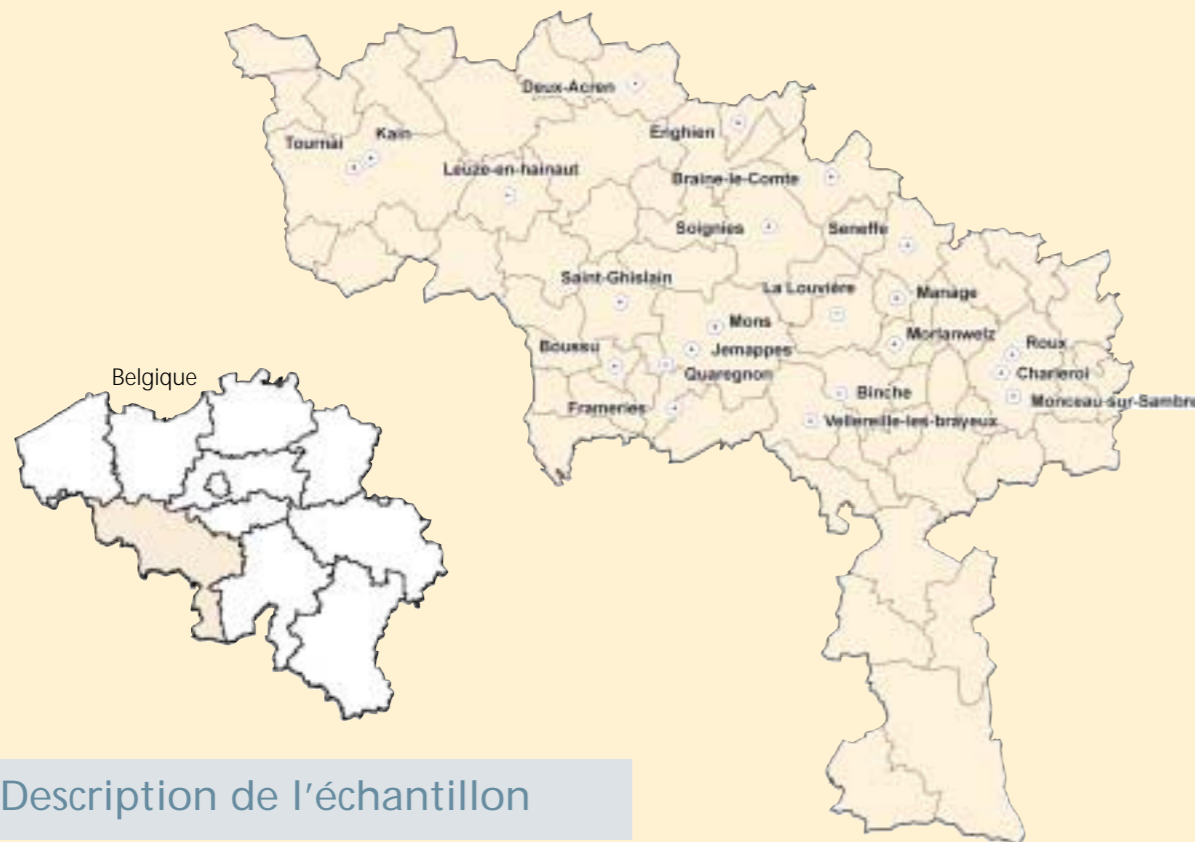 Deux-Acren
Enghien
Tournai
Kain
Leuze-en-hainaut
Braine-le-Comte
Soignies
Seneffe
Saint-Ghislain
La Louvière
Manage
Mons
Morlanwelz
Roux
Boussu
Jemappes
Charleroi
Quaregnon
Binche
Monceau-sur-Sambre
Frameries
Vellereille-les-brayeux
Belgique
Description de l'échantillon